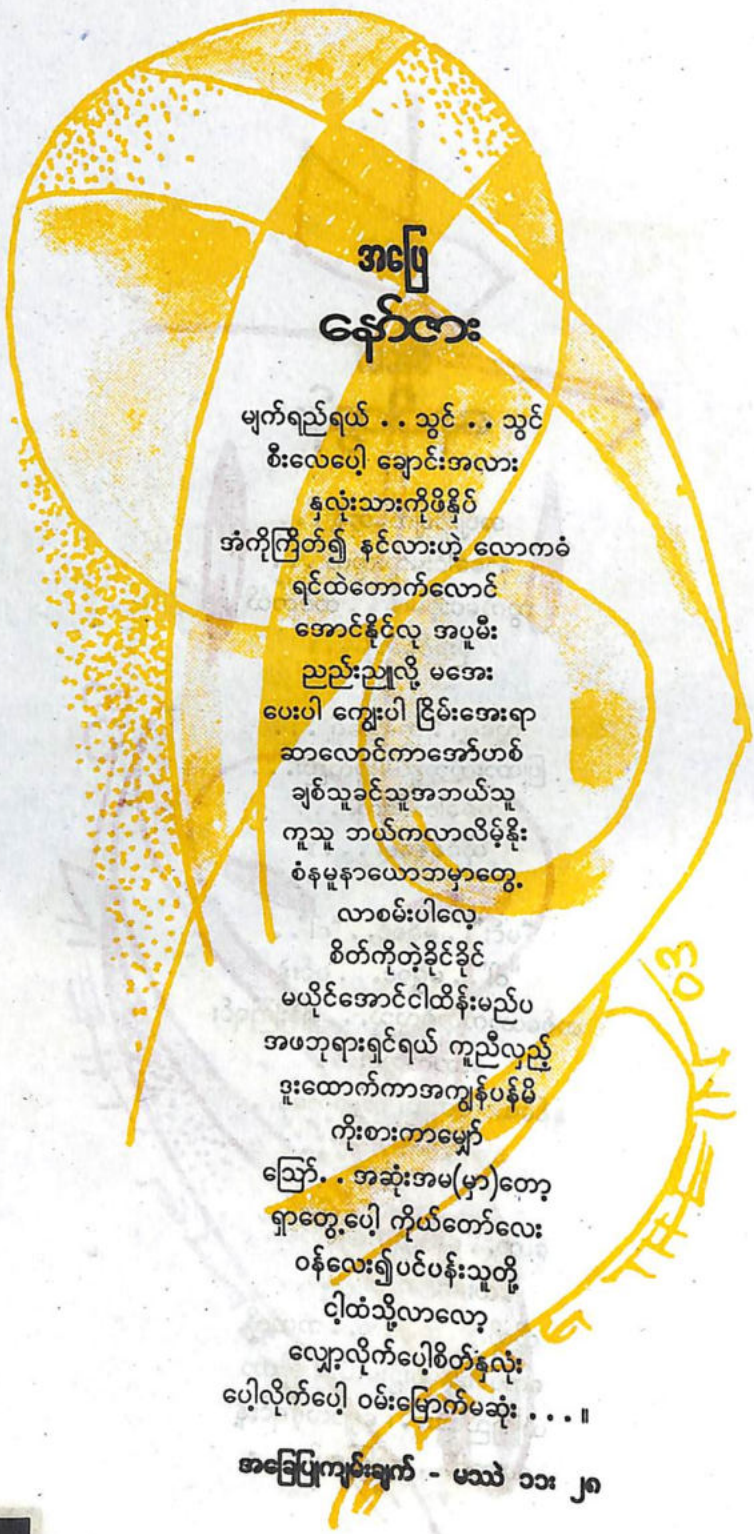 အဖြေ
နော်ဇား
မျက်ရည်ရယ် . . သွင် . . သွင်
စီးလေပေါ့ ချောင်းအလား
နှလုံးသားကိုဖိနှိပ်
အံကိုကြိတ်၍ နင်လားဟဲ့ လောကဓံ
ရင်ထဲတောက်လောင်
အောင်နိုင်လု အပူမီး
ညည်းညူလို့ မအေး
ပေးပါ ကျွေးပါ ငြိမ်းအေးရာ
ဆာလောင်ကာအော်ဟစ်
ချစ်သူခင်သူအဘယ်သူ
ကူသူ ဘယ်ကလာလိမ့်နိုး
စံနမူနာယောဘမှာတွေ့
လာစမ်းပါလေ့
စိတ်ကိုတဲ့ခိုင်ခိုင်
မယိုင်အောင်ငါထိန်းမည်ပ
အဖဘုရားရှင်ရယ် ကူညီလှည့်
ဒူးထောက်ကာအကျွန်ပန်မိ
ကိုးစားကာမျှော်
သြော်. . အဆုံးအမ(မှာ)တော့
ရှာတွေ့ပေါ့ ကိုယ်တော်လေး
ဝန်လေး၍ပင်ပန်းသူတို့
ငါ့ထံသို့လာလော့
လျှော့လိုက်ပေါ့စိတ်နှလုံး
ပေါ့လိုက်ပေါ့ ဝမ်းမြောက်မဆုံး . . . ။
အခြေပြုကျမ်းချက် - မဿဲ ၁၁း ၂၈